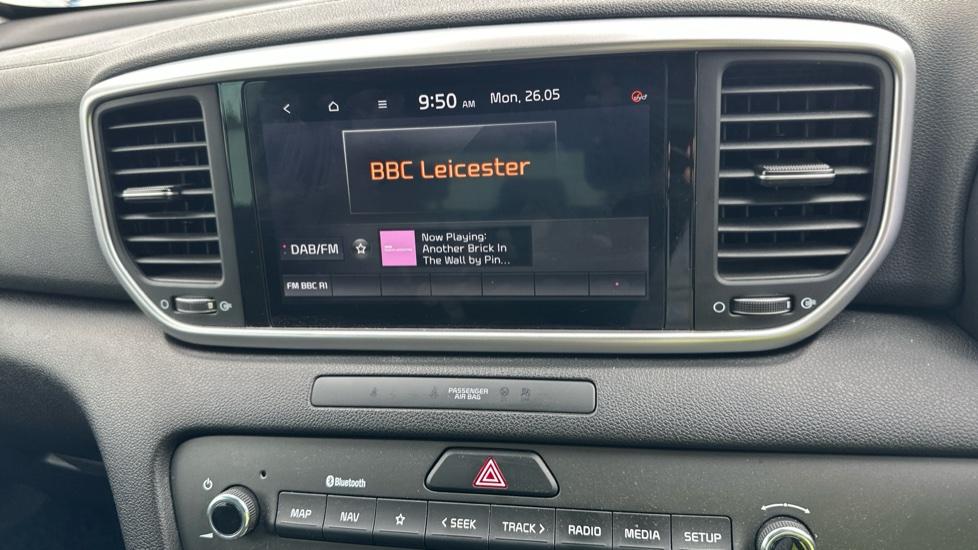 9:50 AM Mon, 26.05
BBC Leicester
DAB/FM
Now Playing:
Another Brick In
The Wall by Pin...
FM BBC R1
PASSENGER
AIR BAG
Bluetooth
MAP NAV < SEEK TRACK > RADIO MEDIA SETUP